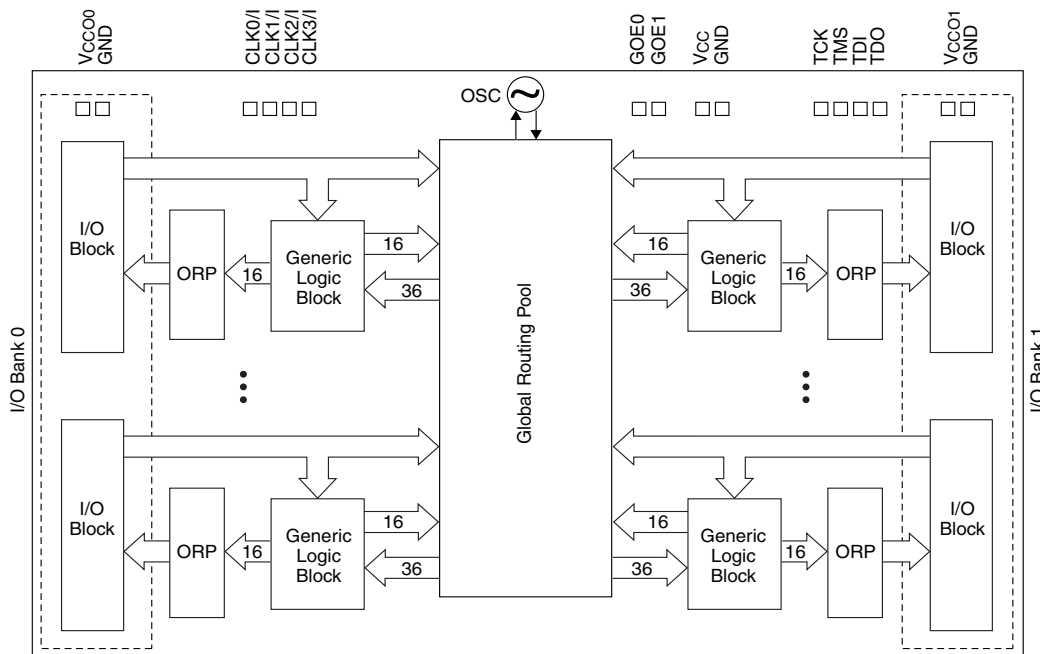 VCCO0
GND
CLK0/I
CLK1/I
CLK2/I
CLK3/I
GOE0
GOE1
VCC
GND
TCK
TMS
TDI
TDO
VCCO1
GND
OSC
I/O Bank 0
I/O
Block
ORP
16
Generic
Logic
Block
16
36
Global Routing Pool
16
36
Generic
Logic
Block
16
ORP
I/O
Block
I/O Bank 1
I/O
Block
ORP
16
Generic
Logic
Block
16
36
16
36
Generic
Logic
Block
16
ORP
I/O
Block